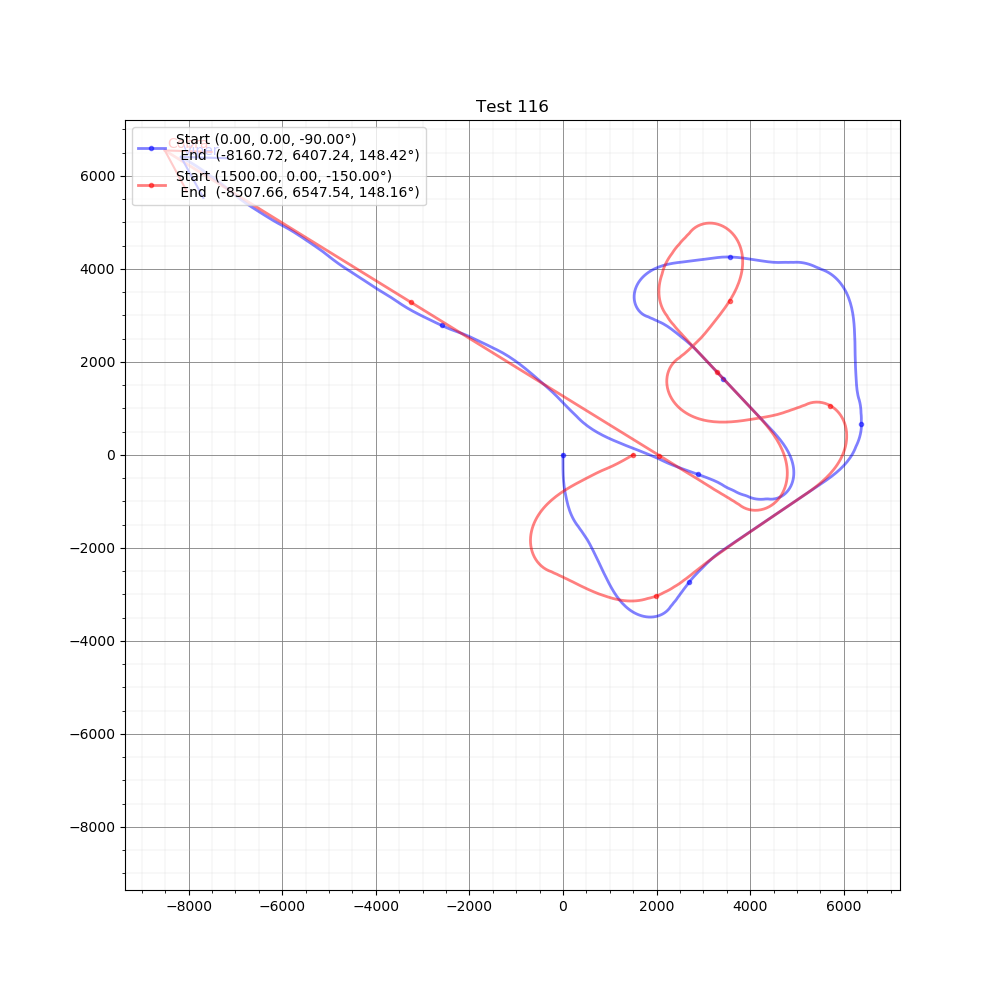 Test 116
Start (0.00, 0.00, -90.00°)
End (-8160.72, 6407.24, 148.42°)
Start (1500.00, 0.00, -150.00°)
End (-8507.66, 6547.54, 148.16°)
6000
4000
2000
0
−2000
−4000
−6000
−8000
−8000 −6000 −4000 −2000 0 2000 4000 6000